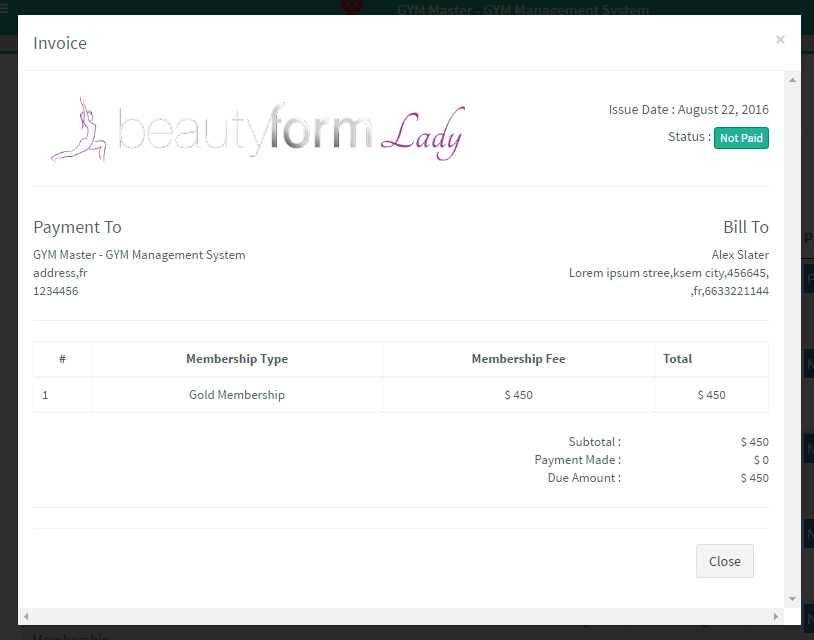 GYM Master - GYM Management System
Invoice
×
beautyform Lady
Issue Date : August 22, 2016
Status : Not Paid
Payment To
GYM Master - GYM Management System
address,fr
1234456
Bill To
Alex Slater
Lorem ipsum stree,ksem city,456645,
,fr,6633221144
# Membership Type Membership Fee Total
1 Gold Membership $ 450 $ 450
Subtotal : $ 450
Payment Made : $ 0
Due Amount : $ 450
Close
Membership